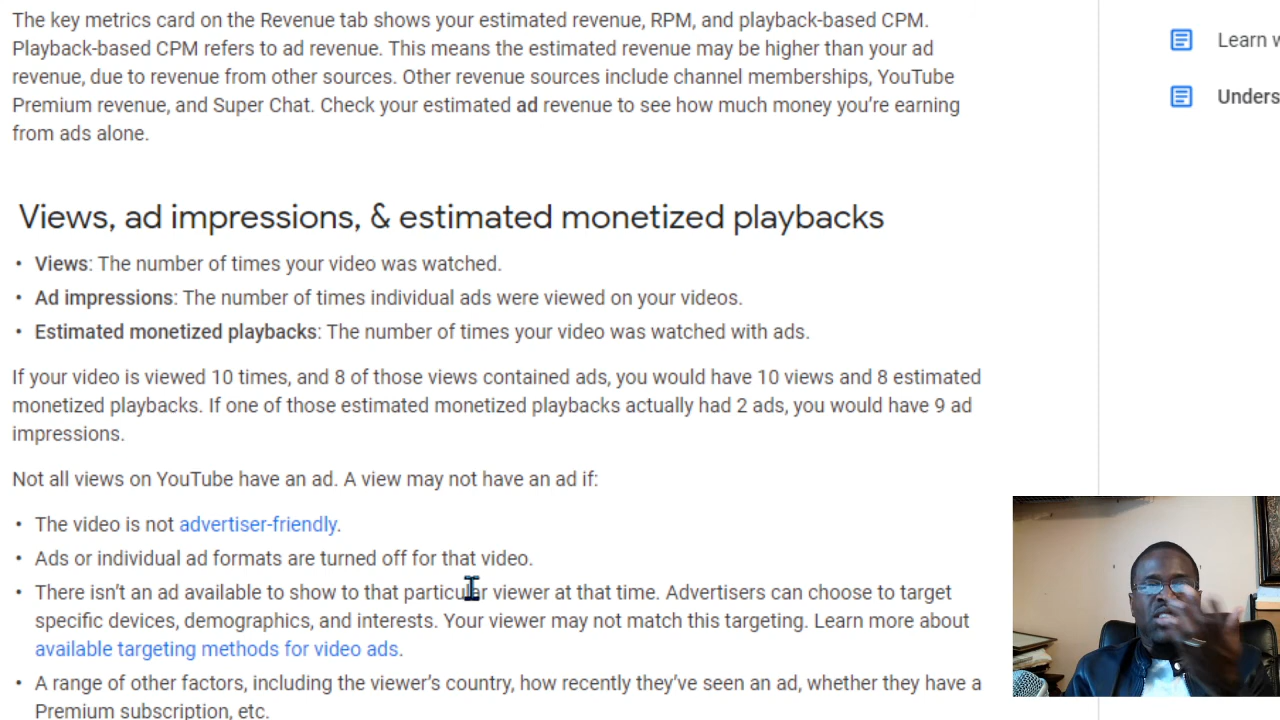 The key metrics card on the Revenue tab shows your estimated revenue, RPM, and playback-based CPM.
Playback-based CPM refers to ad revenue. This means the estimated revenue may be higher than your ad
revenue, due to revenue from other sources. Other revenue sources include channel memberships, YouTube
Premium revenue, and Super Chat. Check your estimated ad revenue to see how much money you're earning
from ads alone.
Views, ad impressions, & estimated monetized playbacks
• Views: The number of times your video was watched.
• Ad impressions: The number of times individual ads were viewed on your videos.
• Estimated monetized playbacks: The number of times your video was watched with ads.
If your video is viewed 10 times, and 8 of those views contained ads, you would have 10 views and 8 estimated
monetized playbacks. If one of those estimated monetized playbacks actually had 2 ads, you would have 9 ad
impressions.
Not all views on YouTube have an ad. A view may not have an ad if:
• The video is not advertiser-friendly.
• Ads or individual ad formats are turned off for that video.
• There isn't an ad available to show to that particular viewer at that time. Advertisers can choose to target
specific devices, demographics, and interests. Your viewer may not match this targeting. Learn more about
available targeting methods for video ads.
• A range of other factors, including the viewer's country, how recently they've seen an ad, whether they have a
Premium subscription, etc.
Learn w
Unders